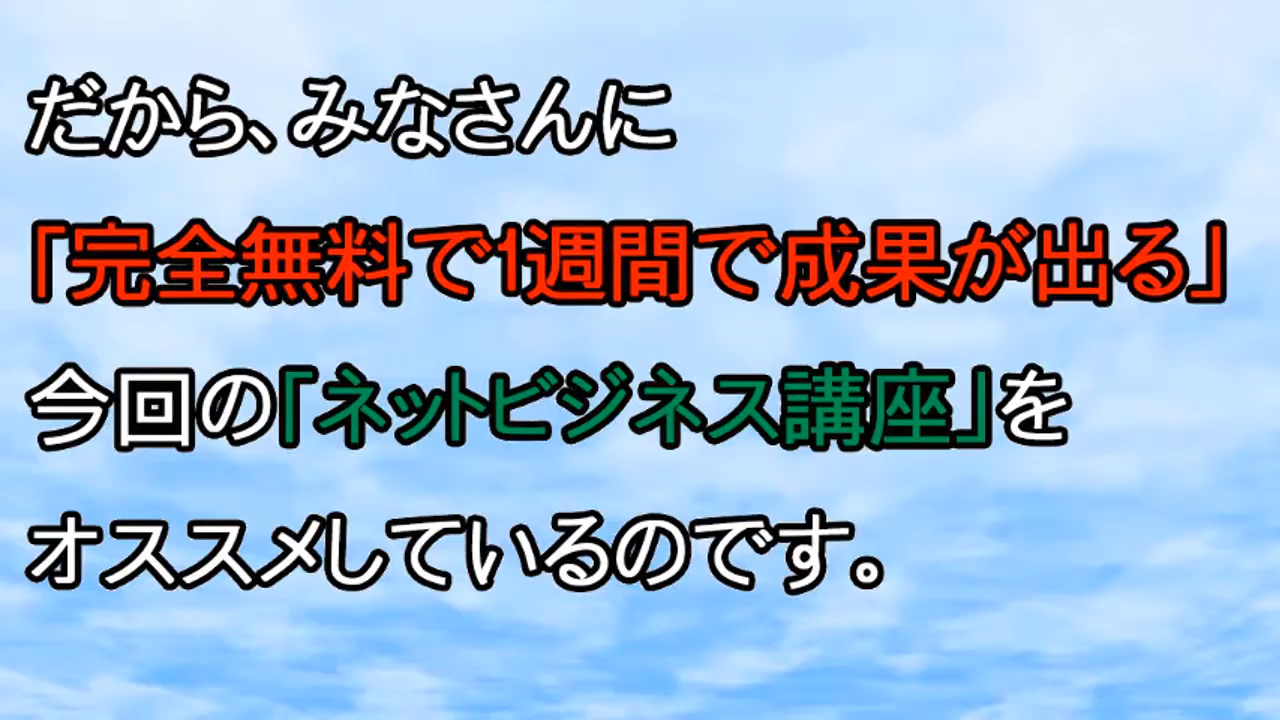 だから、みなさんに
「完全無料で1週間で成果が出る」
今回の「ネットビジネス講座」を
オススメしているのです。